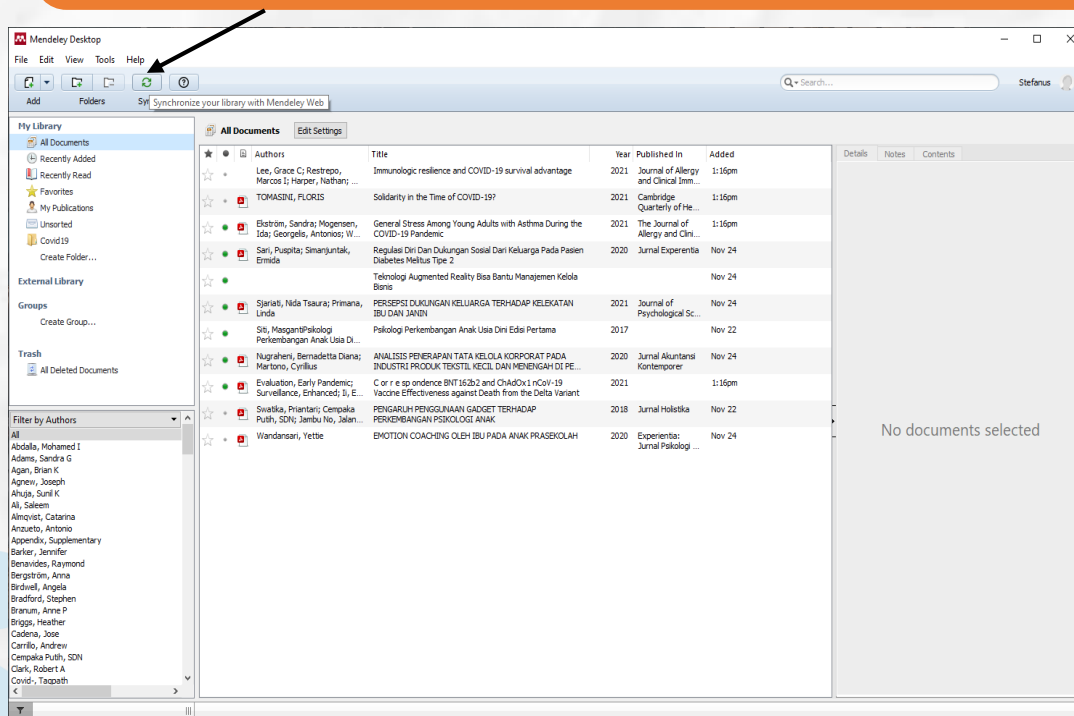 Mendeley Desktop
File Edit View Tools Help
Search...
Stefanus
Add Folders
Synchronize your library with Mendeley Web
My Library
All Documents
Recently Added
Recently Read
Favorites
My Publications
Unsorted
Covid19
Create Folder...
External Library
Groups
Create Group...
Trash
All Deleted Documents
Filter by Authors
All
Abdalla, Mohamed I
Adams, Sandra G
Agan, Brian K
Agnew, Joseph
Ahuja, Sunil K
Ali, Saleem
Almqvist, Catarina
Anzueto, Antonio
Appendix, Supplementary
Barker, Jennifer
Benavides, Raymond
Bergström, Anna
Birdwell, Angela
Bradford, Stephen
Branum, Anne P
Briggs, Heather
Cadena, Jose
Carrillo, Andrew
Cempaka Putih, SDN
Clark, Robert A
Covid-, Taqpath
All Documents Edit Settings
Authors Title Year Published In Added
Lee, Grace C; Restrepo, Immunologic resilience and COVID-19 survival advantage 2021 Journal of Allergy 1:16pm
Marcos I; Harper, Nathan; ... and Clinical Imm...
TOMASINI, FLORIS Solidarity in the Time of COVID-19? 2021 Cambridge 1:16pm
Quarterly of He...
Ekström, Sandra; Mogensen, General Stress Among Young Adults with Asthma During the 2021 The Journal of 1:16pm
Ida; Georgelis, Antonios; W... COVID-19 Pandemic Allergy and Clini...
Sari, Puspita; Simanjuntak, Regulasi Diri Dan Dukungan Sosial Dari Keluarga Pada Pasien 2020 Jurnal Experentia Nov 24
Ermida Diabetes Melitus Tipe 2
Teknologi Augmented Reality Bisa Bantu Manajemen Kelola Nov 24
Bisnis
Sjariati, Nida Tsaura; Primana, PERSEPSI DUKUNGAN KELUARGA TERHADAP KELEKATAN 2021 Journal of Nov 24
Linda IBU DAN JANIN Psychological Sc...
Siti, MasgantiPsikologi Psikologi Perkembangan Anak Usia Dini Edisi Pertama 2017 Nov 22
Perkembangan Anak Usia Di...
Nugraheni, Bernadetta Diana; ANALISIS PENERAPAN TATA KELOLA KORPORAT PADA 2020 Jurnal Akuntansi Nov 24
Martono, Cyrillius INDUSTRI PRODUK TEKSTIL KECIL DAN MENENGAH DI PE... Kontemporer
Evaluation, Early Pandemic; C or r e sp ondence BNT162b2 and ChAdOx1 nCoV-19 2021 1:16pm
Surveillance, Enhanced; Ii, E... Vaccine Effectiveness against Death from the Delta Variant
Swatika, Priantari; Cempaka PENGARUH PENGGUNAAN GADGET TERHADAP 2018 Jurnal Holistika Nov 22
Putih, SDN; Jambu No, Jalan... PERKEMBANGAN PSIKOLOGI ANAK
Wandansari, Yettie EMOTION COACHING OLEH IBU PADA ANAK PRASEKOLAH 2020 Experientia: Nov 24
Jurnal Psikologi ...
Details Notes Contents
No documents selected